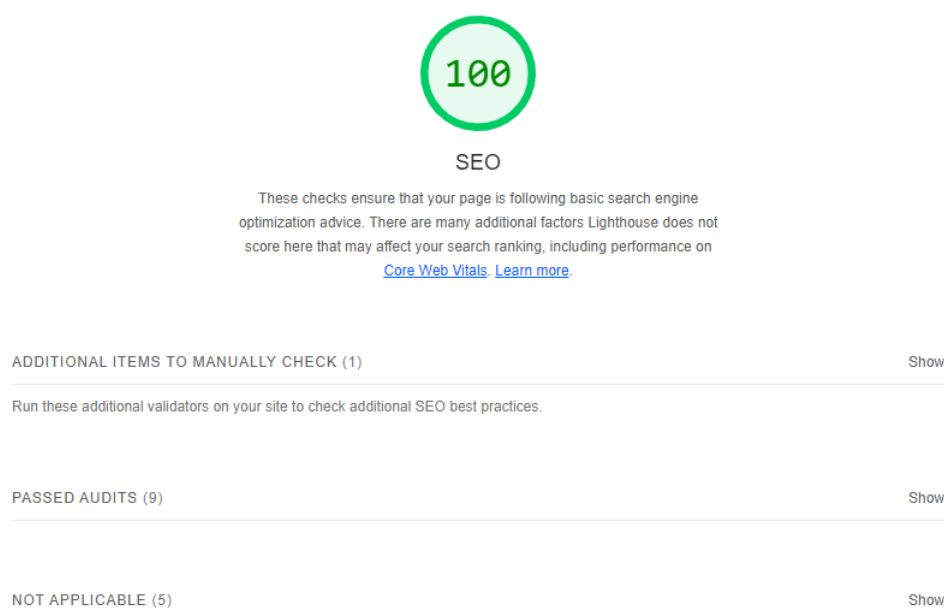 100
SEO
These checks ensure that your page is following basic search engine
optimization advice. There are many additional factors Lighthouse does not
score here that may affect your search ranking, including performance on
Core Web Vitals. Learn more.
ADDITIONAL ITEMS TO MANUALLY CHECK (1) Show
Run these additional validators on your site to check additional SEO best practices.
PASSED AUDITS (9) Show
NOT APPLICABLE (5) Show